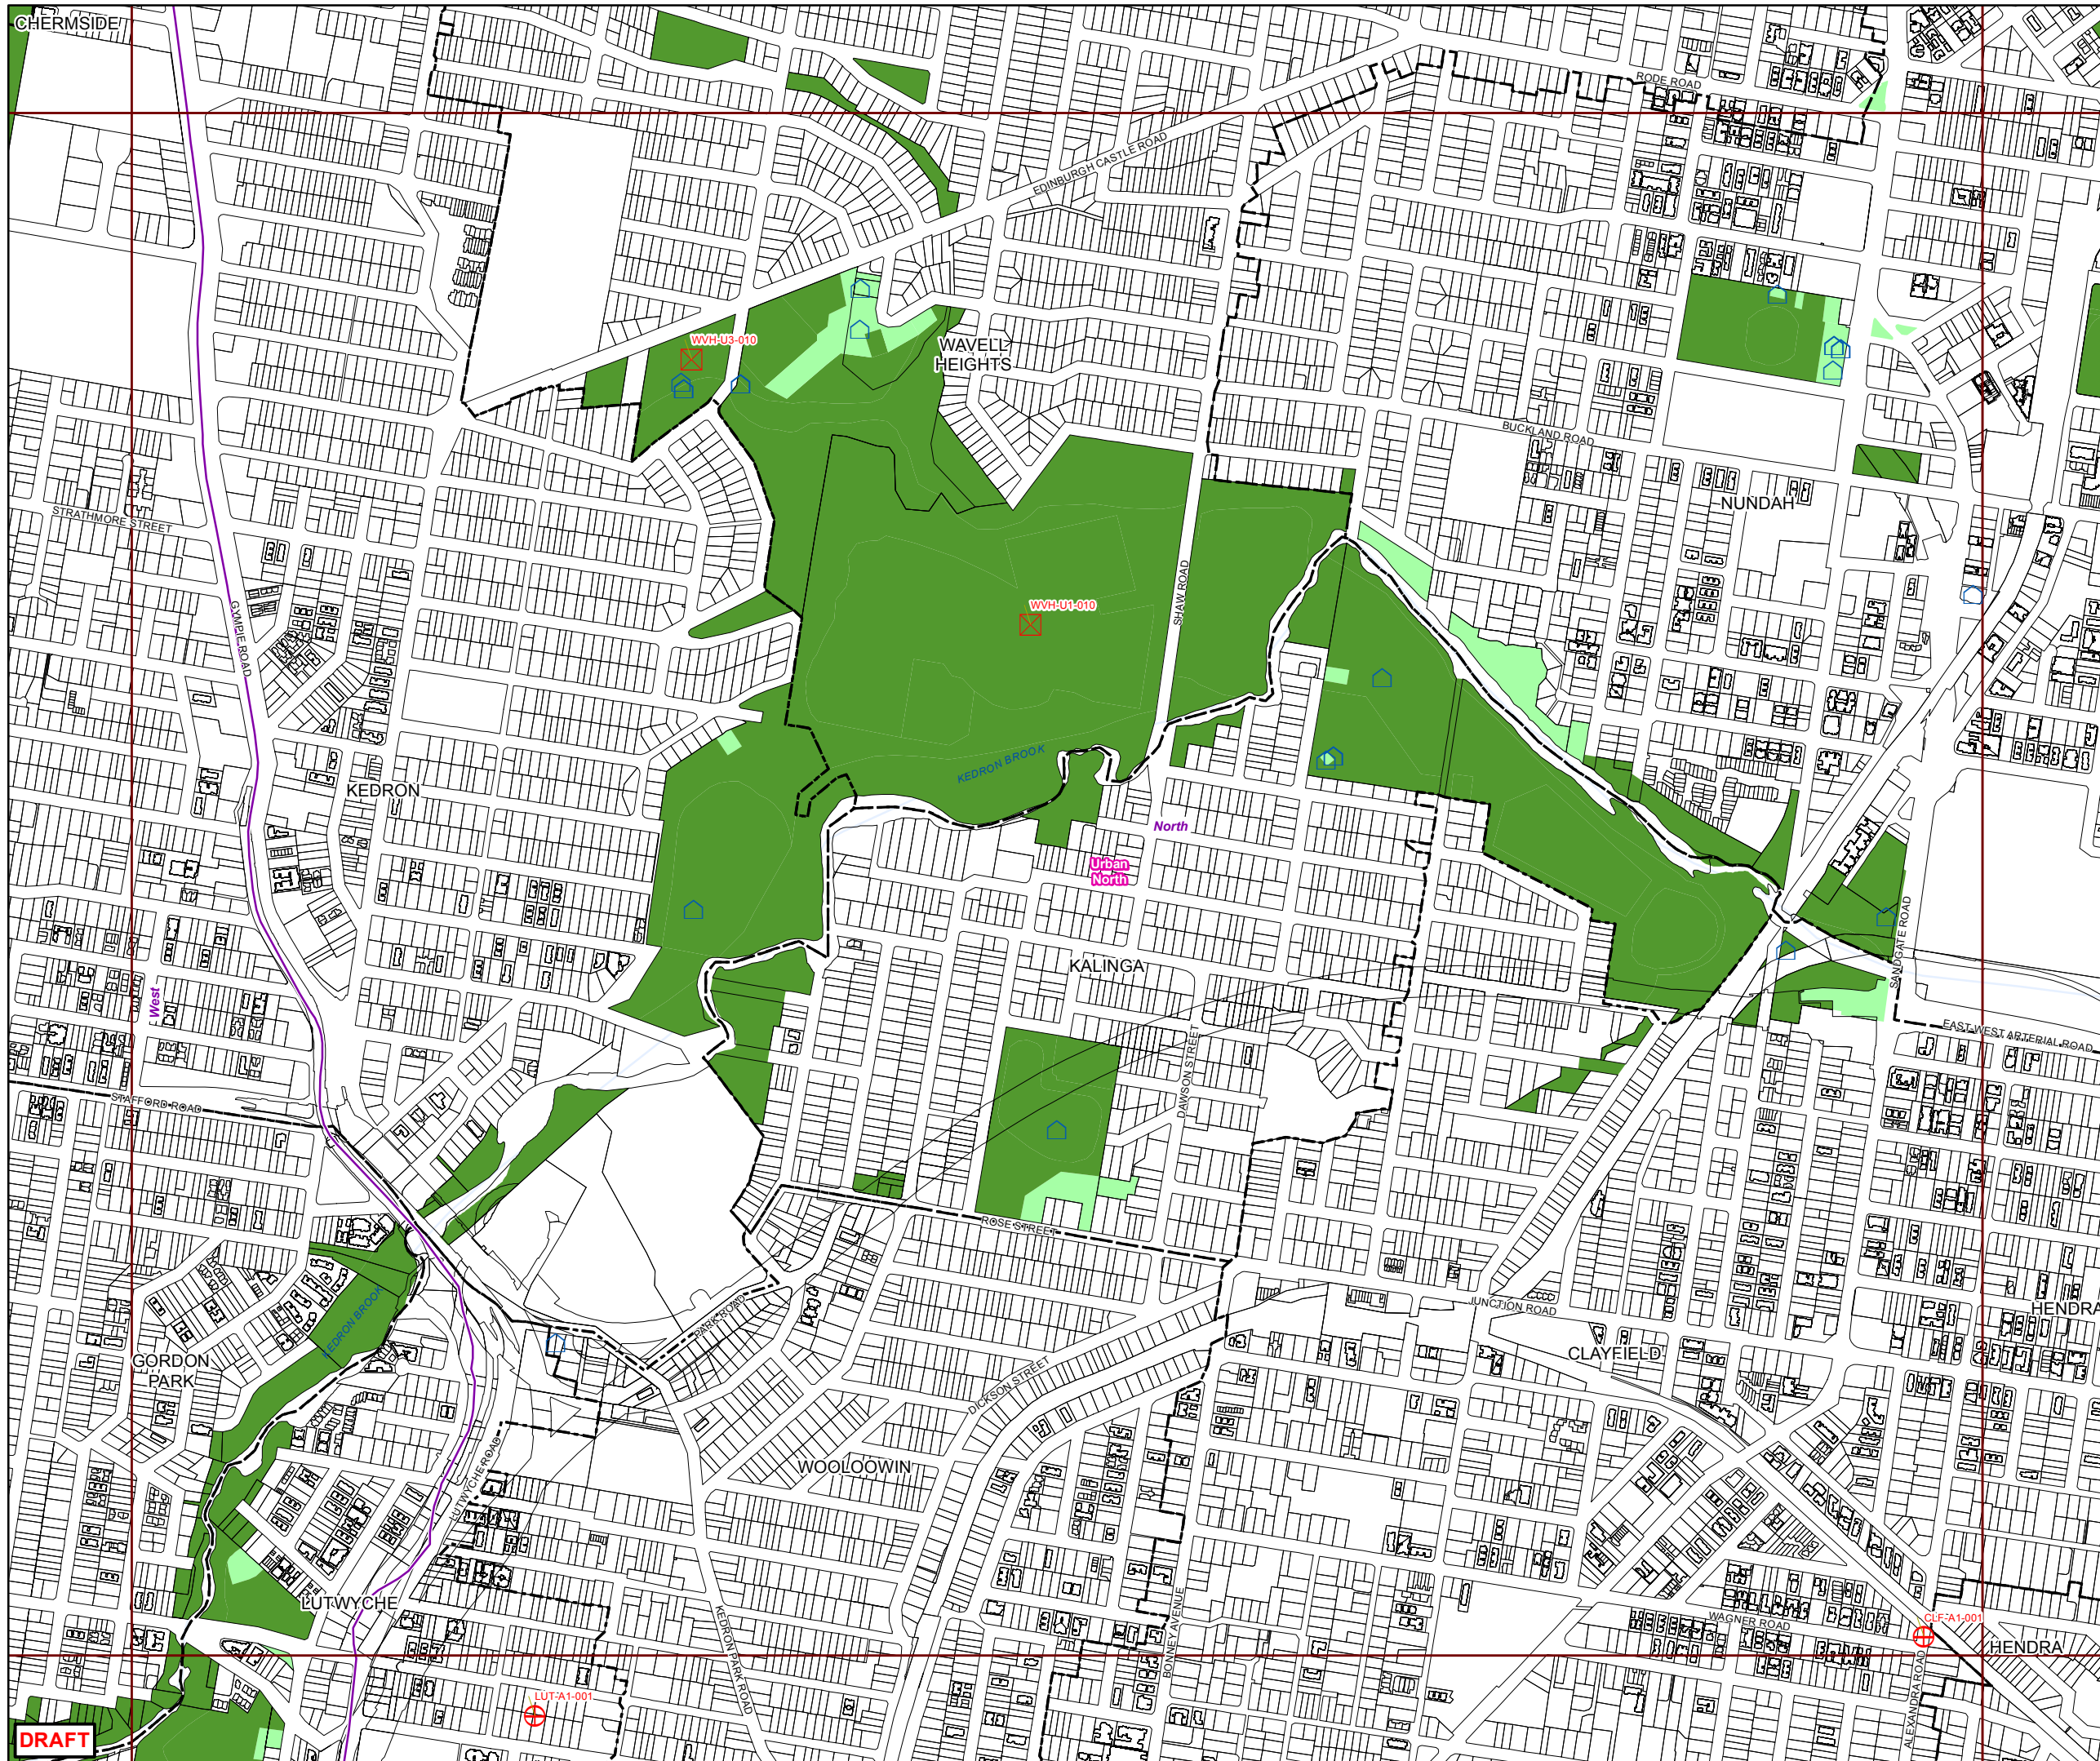 CHERMSIDE
RODE ROAD
EDINBURGH CASTLE ROAD
WVH-U3-010
WAVELL
HEIGHTS
BUCKLAND ROAD
NUNDAH
STRATHMORE STREET
SHAW ROAD
WVH-U1-010
GYMPIE ROAD
KEDRON BROOK
KEDRON
North
Urban
North
KALINGA
SANDGATE ROAD
West
EAST-WEST ARTERIAL ROAD
DAWSON STREET
STAFFORD ROAD
ROSE STREET
KEDRON BROOK
PARK ROAD
JUNCTION ROAD
HENDRA
GORDON
PARK
CLAYFIELD
DICKSON STREET
LUTWYCHE ROAD
WOOLOOWIN
LUTWYCHE
KEDRON PARK ROAD
BONNEY AVENUE
WAGNER ROAD
CLF-A1-001
HENDRA
ALEXANDRA ROAD
LUT-A1-001
DRAFT